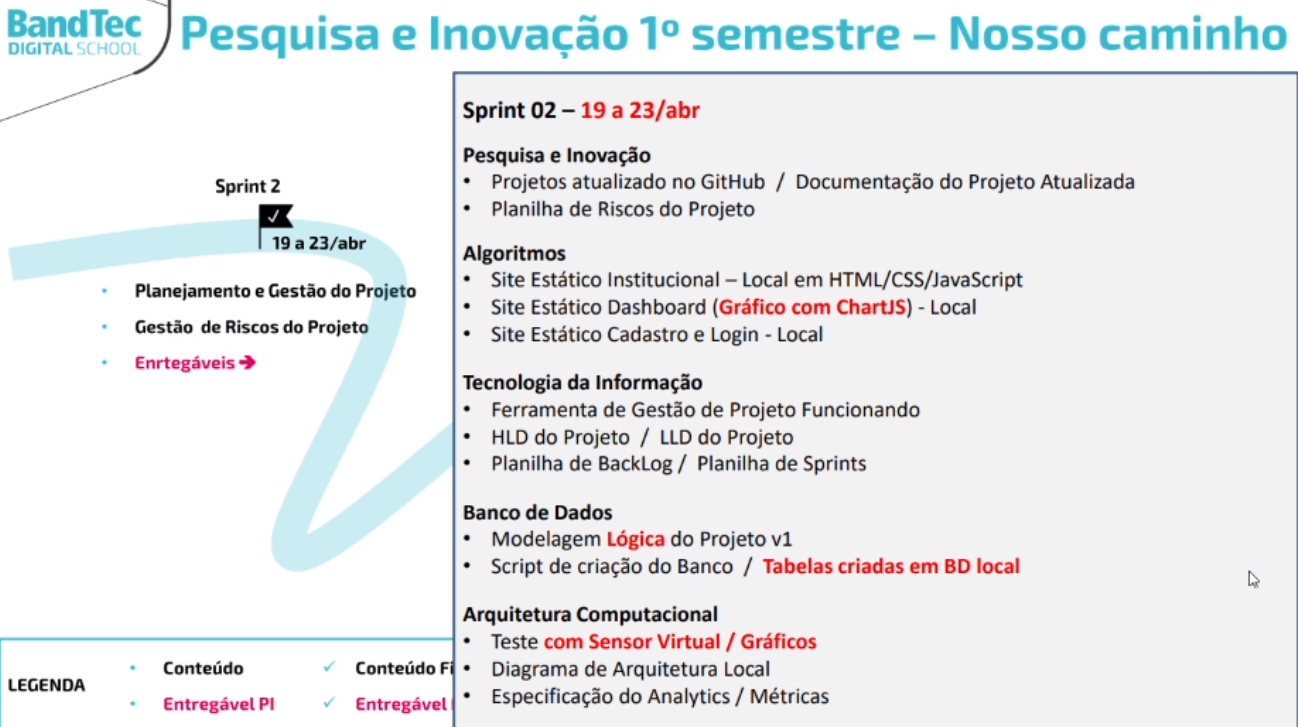 BandTec
DIGITAL SCHOOL
Pesquisa e Inovação 1º semestre – Nosso caminho
Sprint 2
19 a 23/abr
• Planejamento e Gestão do Projeto
• Gestão de Riscos do Projeto
• Enrtegáveis ➔
Sprint 02 – 19 a 23/abr
Pesquisa e Inovação
• Projetos atualizado no GitHub / Documentação do Projeto Atualizada
• Planilha de Riscos do Projeto
Algoritmos
• Site Estático Institucional – Local em HTML/CSS/JavaScript
• Site Estático Dashboard (Gráfico com ChartJS) - Local
• Site Estático Cadastro e Login - Local
Tecnologia da Informação
• Ferramenta de Gestão de Projeto Funcionando
• HLD do Projeto / LLD do Projeto
• Planilha de BackLog / Planilha de Sprints
Banco de Dados
• Modelagem Lógica do Projeto v1
• Script de criação do Banco / Tabelas criadas em BD local
Arquitetura Computacional
• Teste com Sensor Virtual / Gráficos
• Diagrama de Arquitetura Local
• Especificação do Analytics / Métricas
LEGENDA
• Conteúdo
✓ Conteúdo Fi
• Entregável PI
✓ Entregável